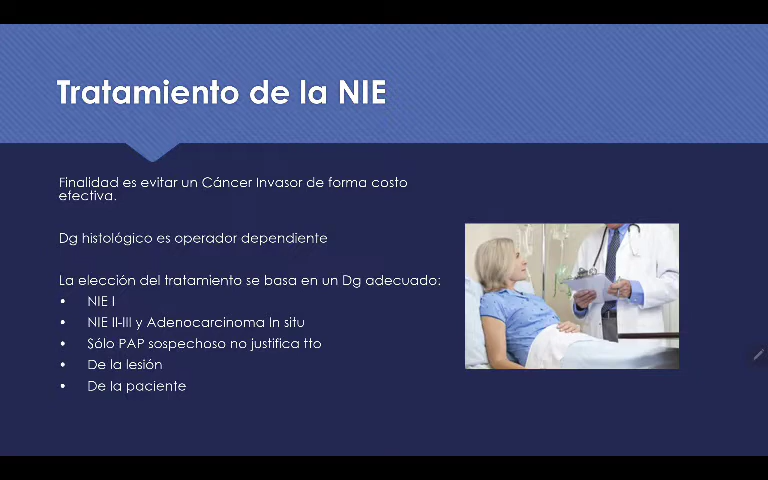 Tratamiento de la NIE
Finalidad es evitar un Cáncer Invasor de forma costo
efectiva.
Dg histológico es operador dependiente
La elección del tratamiento se basa en un Dg adecuado:
• NIE I
• NIE II-III y Adenocarcinoma In situ
• Sólo PAP sospechoso no justifica tto
• De la lesión
• De la paciente